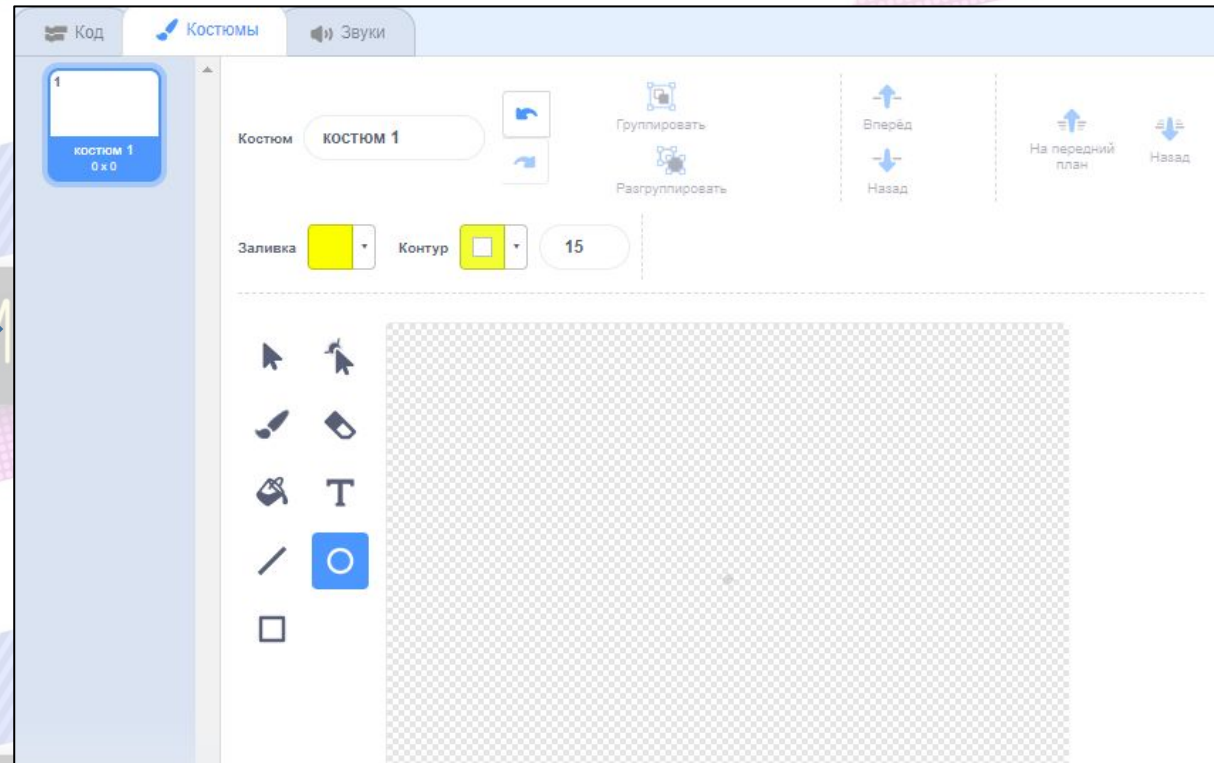 Код
Костюмы
Звуки
1
костюм 1
0 x 0
Костюм
костюм 1
Группировать
Разгруппировать
Вперёд
Назад
На передний
план
Назад
Заливка
Контур
15
T